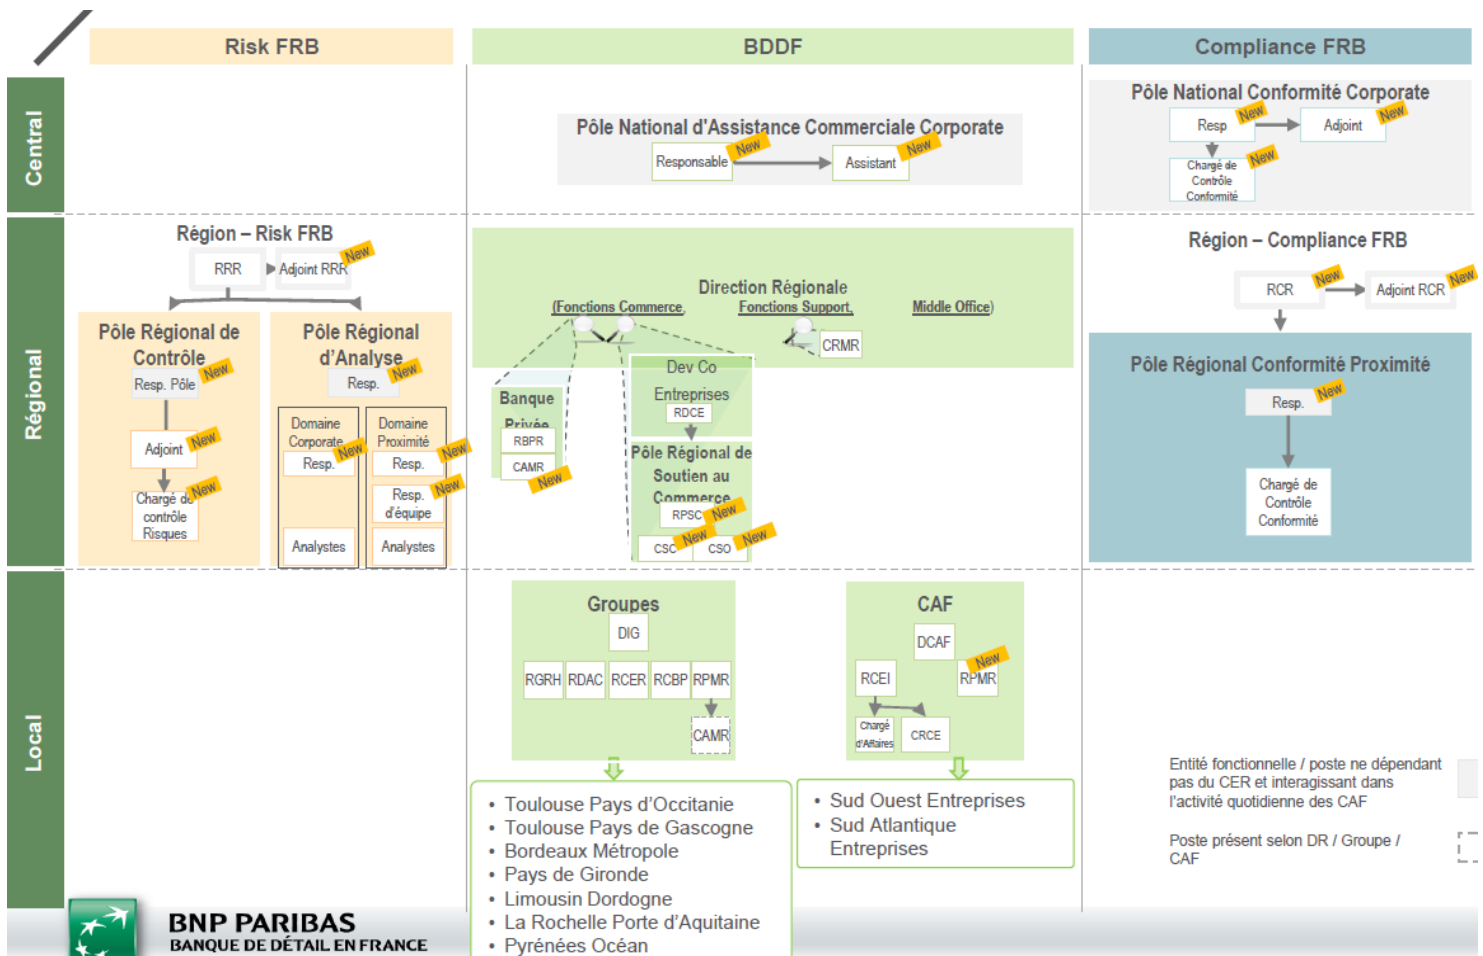 Risk FRB
BDDF
Compliance FRB
Central
Pôle National d'Assistance Commerciale Corporate
Responsable
New
Assistant
New
Pôle National Conformité Corporate
Resp
New
Adjoint
New
Chargé de
Contrôle
Conformité
New
Régional
Région – Risk FRB
RRR
Adjoint RRR
New
Pôle Régional de
Contrôle
Resp. Pôle
New
Adjoint
New
Chargé de
contrôle
Risques
New
Pôle Régional
d'Analyse
Resp.
New
Domaine
Corporate
Resp.
New
Analystes
Domaine
Proximité
Resp.
New
Resp.
d'équipe
New
Analystes
Direction Régionale
(Fonctions Commerce, Fonctions Support, Middle Office)
CRMR
Banque
Privée
RBPR
CAMR
New
Dev Co
Entreprises
RDCE
Pôle Régional de
Soutien au
Commerce
RPSC
New
CSC
New
CSO
New
Région – Compliance FRB
RCR
New
Adjoint RCR
New
Pôle Régional Conformité Proximité
Resp.
New
Chargé de
Contrôle
Conformité
Local
Groupes
DIG
RGRH
RDAC
RCER
RCBP
RPMR
CAMR
• Toulouse Pays d'Occitanie
• Toulouse Pays de Gascogne
• Bordeaux Métropole
• Pays de Gironde
• Limousin Dordogne
• La Rochelle Porte d'Aquitaine
• Pyrénées Océan
CAF
DCAF
RCEI
RPMR
New
Chargé
d'Affaires
CRCE
• Sud Ouest Entreprises
• Sud Atlantique
Entreprises
Entité fonctionnelle / poste ne dépendant
pas du CER et interagissant dans
l'activité quotidienne des CAF
Poste présent selon DR / Groupe /
CAF
BNP PARIBAS
BANQUE DE DÉTAIL EN FRANCE